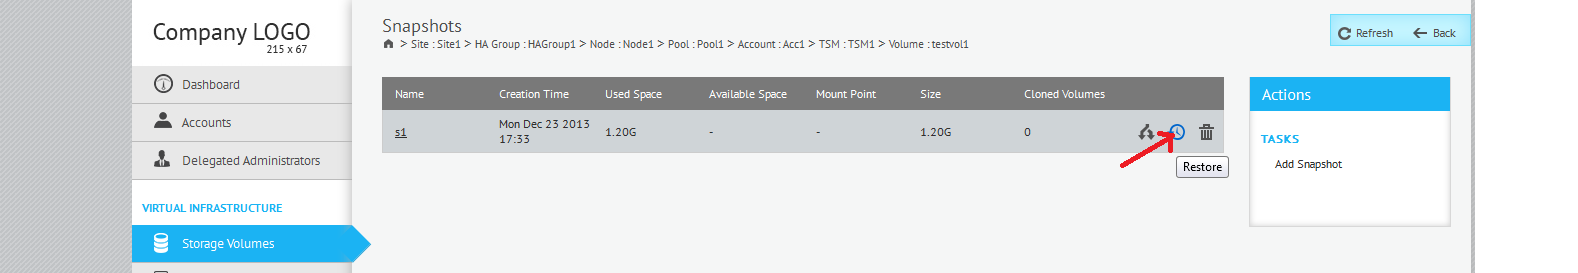 Company LOGO
215 x 67
Dashboard
Accounts
Delegated Administrators
VIRTUAL INFRASTRUCTURE
Storage Volumes
Snapshots
> Site : Site1 > HA Group : HAGroup1 > Node : Node1 > Pool : Pool1 > Account : Acc1 > TSM : TSM1 > Volume : testvol1
Refresh Back
Name Creation Time Used Space Available Space Mount Point Size Cloned Volumes
s1 Mon Dec 23 2013 1.20G - - 1.20G 0
17:33
Restore
Actions
TASKS
Add Snapshot